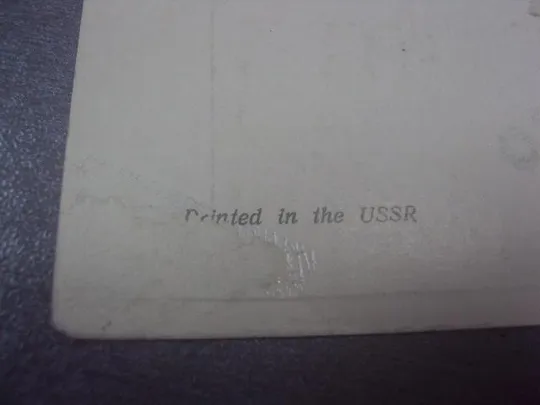 Printed in the USSR